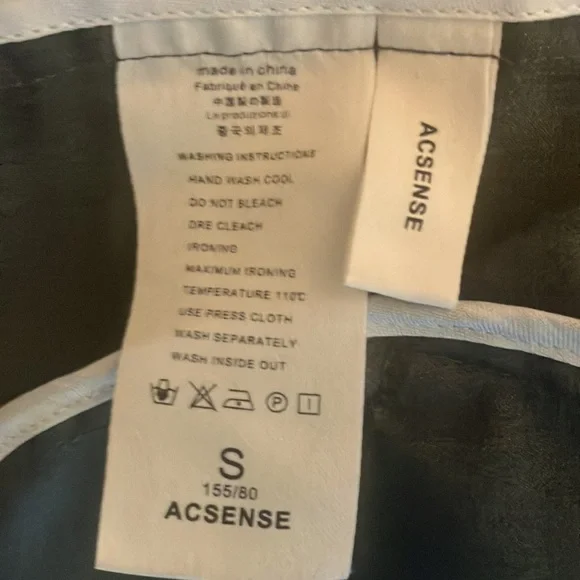 made in china
Fabriqué en Chine
中國製の製造
La produzione di
중국의제조
WASHING INSTRUCTIONS
HAND WASH COOL
DO NOT BLEACH
DRE CLEACH
IRONING
MAXIMUM IRONING
TEMPERATURE 110℃
USE PRESS CLOTH
WASH SEPARATELY
WASH INSIDE OUT
P
S
155/80
ACSENSE
ACSENSE